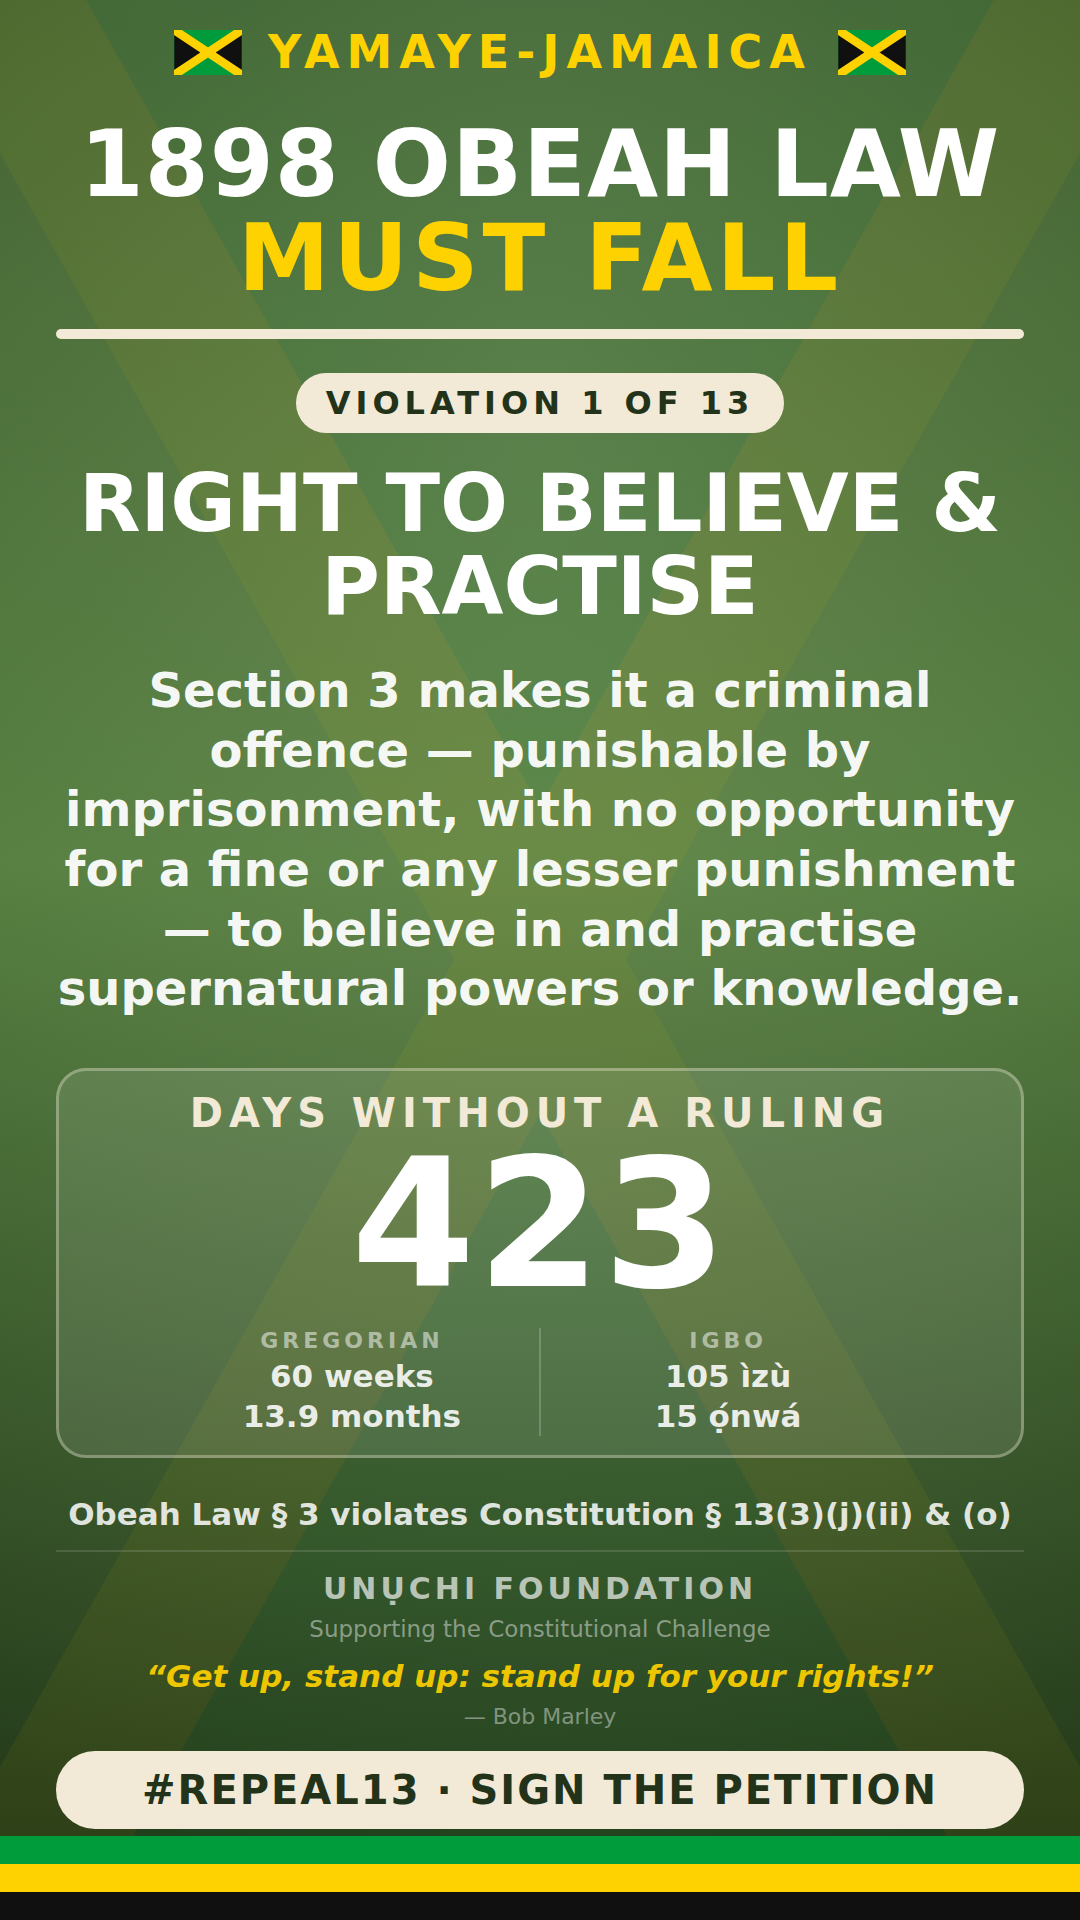 YAMAYE-JAMAICA
1898 OBEAH LAW
MUST FALL
VIOLATION 1 OF 13
RIGHT TO BELIEVE &
PRACTISE
Section 3 makes it a criminal
offence — punishable by
imprisonment, with no opportunity
for a fine or any lesser punishment
— to believe in and practise
supernatural powers or knowledge.
DAYS WITHOUT A RULING
423
GREGORIAN
60 weeks
13.9 months
IGBO
105 ìzù
15 ọ́nwá
Obeah Law § 3 violates Constitution § 13(3)(j)(ii) & (o)
UNỤCHI FOUNDATION
Supporting the Constitutional Challenge
“Get up, stand up: stand up for your rights!”
— Bob Marley
#REPEAL13 · SIGN THE PETITION